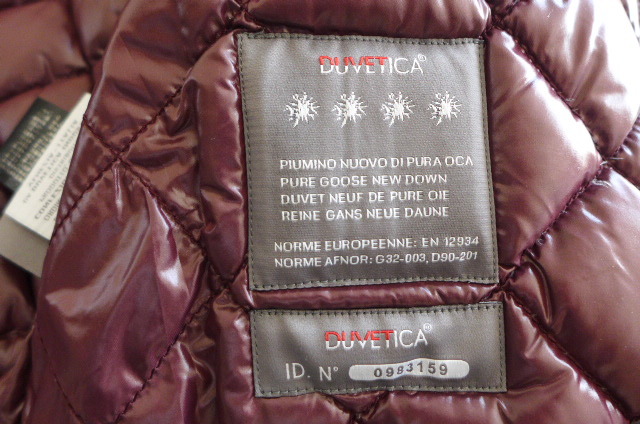 DUVETICA®
PIUMINO NUOVO DI PURA OCA
PURE GOOSE NEW DOWN
DUVET NEUF DE PURE OIE
REINE GANS NEUE DAUNE
NORME EUROPEENNE: EN 12934
NORME AFNOR: G32-003, D90-201
DUVETICA®
ID. N° 0983159